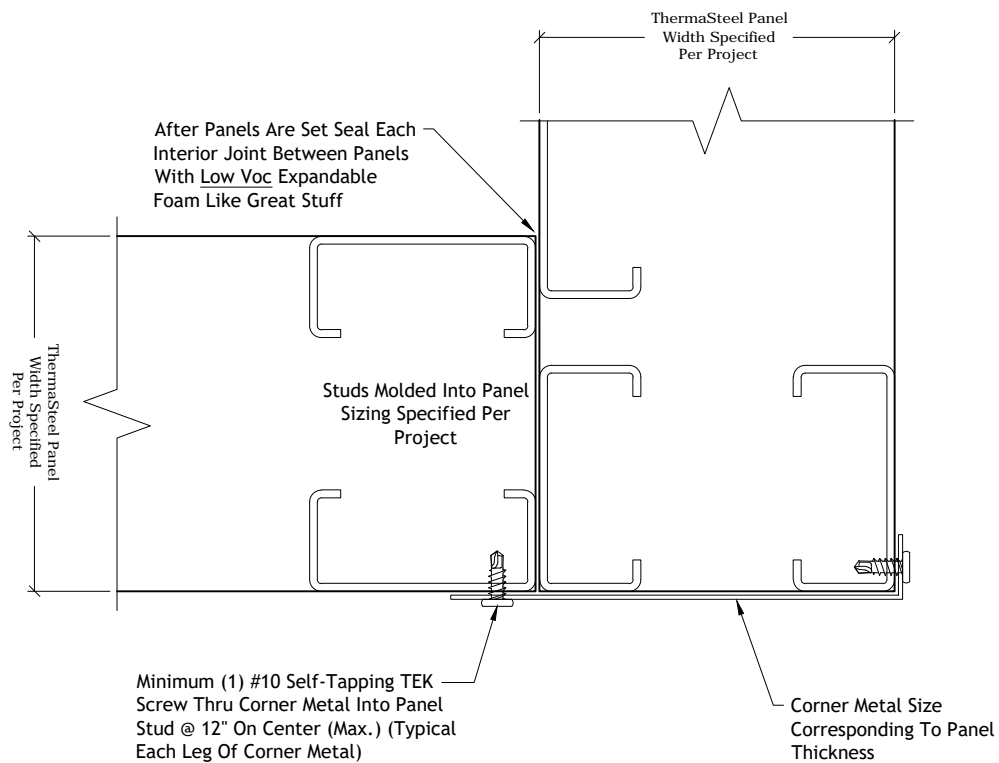 ThermaSteel Panel
Width Specified
Per Project
After Panels Are Set Seal Each
Interior Joint Between Panels
With Low Voc Expandable
Foam Like Great Stuff
ThermaSteel Panel
Width Specified
Per Project
Studs Molded Into Panel
Sizing Specified Per
Project
Minimum (1) #10 Self-Tapping TEK
Screw Thru Corner Metal Into Panel
Stud @ 12" On Center (Max.) (Typical
Each Leg Of Corner Metal)
Corner Metal Size
Corresponding To Panel
Thickness